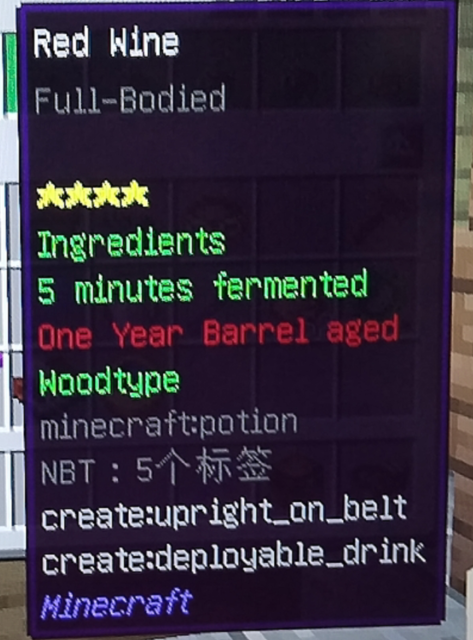 Red Wine
Full-Bodied
★★★★
Ingredients
5 minutes fermented
One Year Barrel aged
Woodtype
minecraft:potion
NBT : 5个标签
create:upright_on_belt
create:deployable_drink
Minecraft